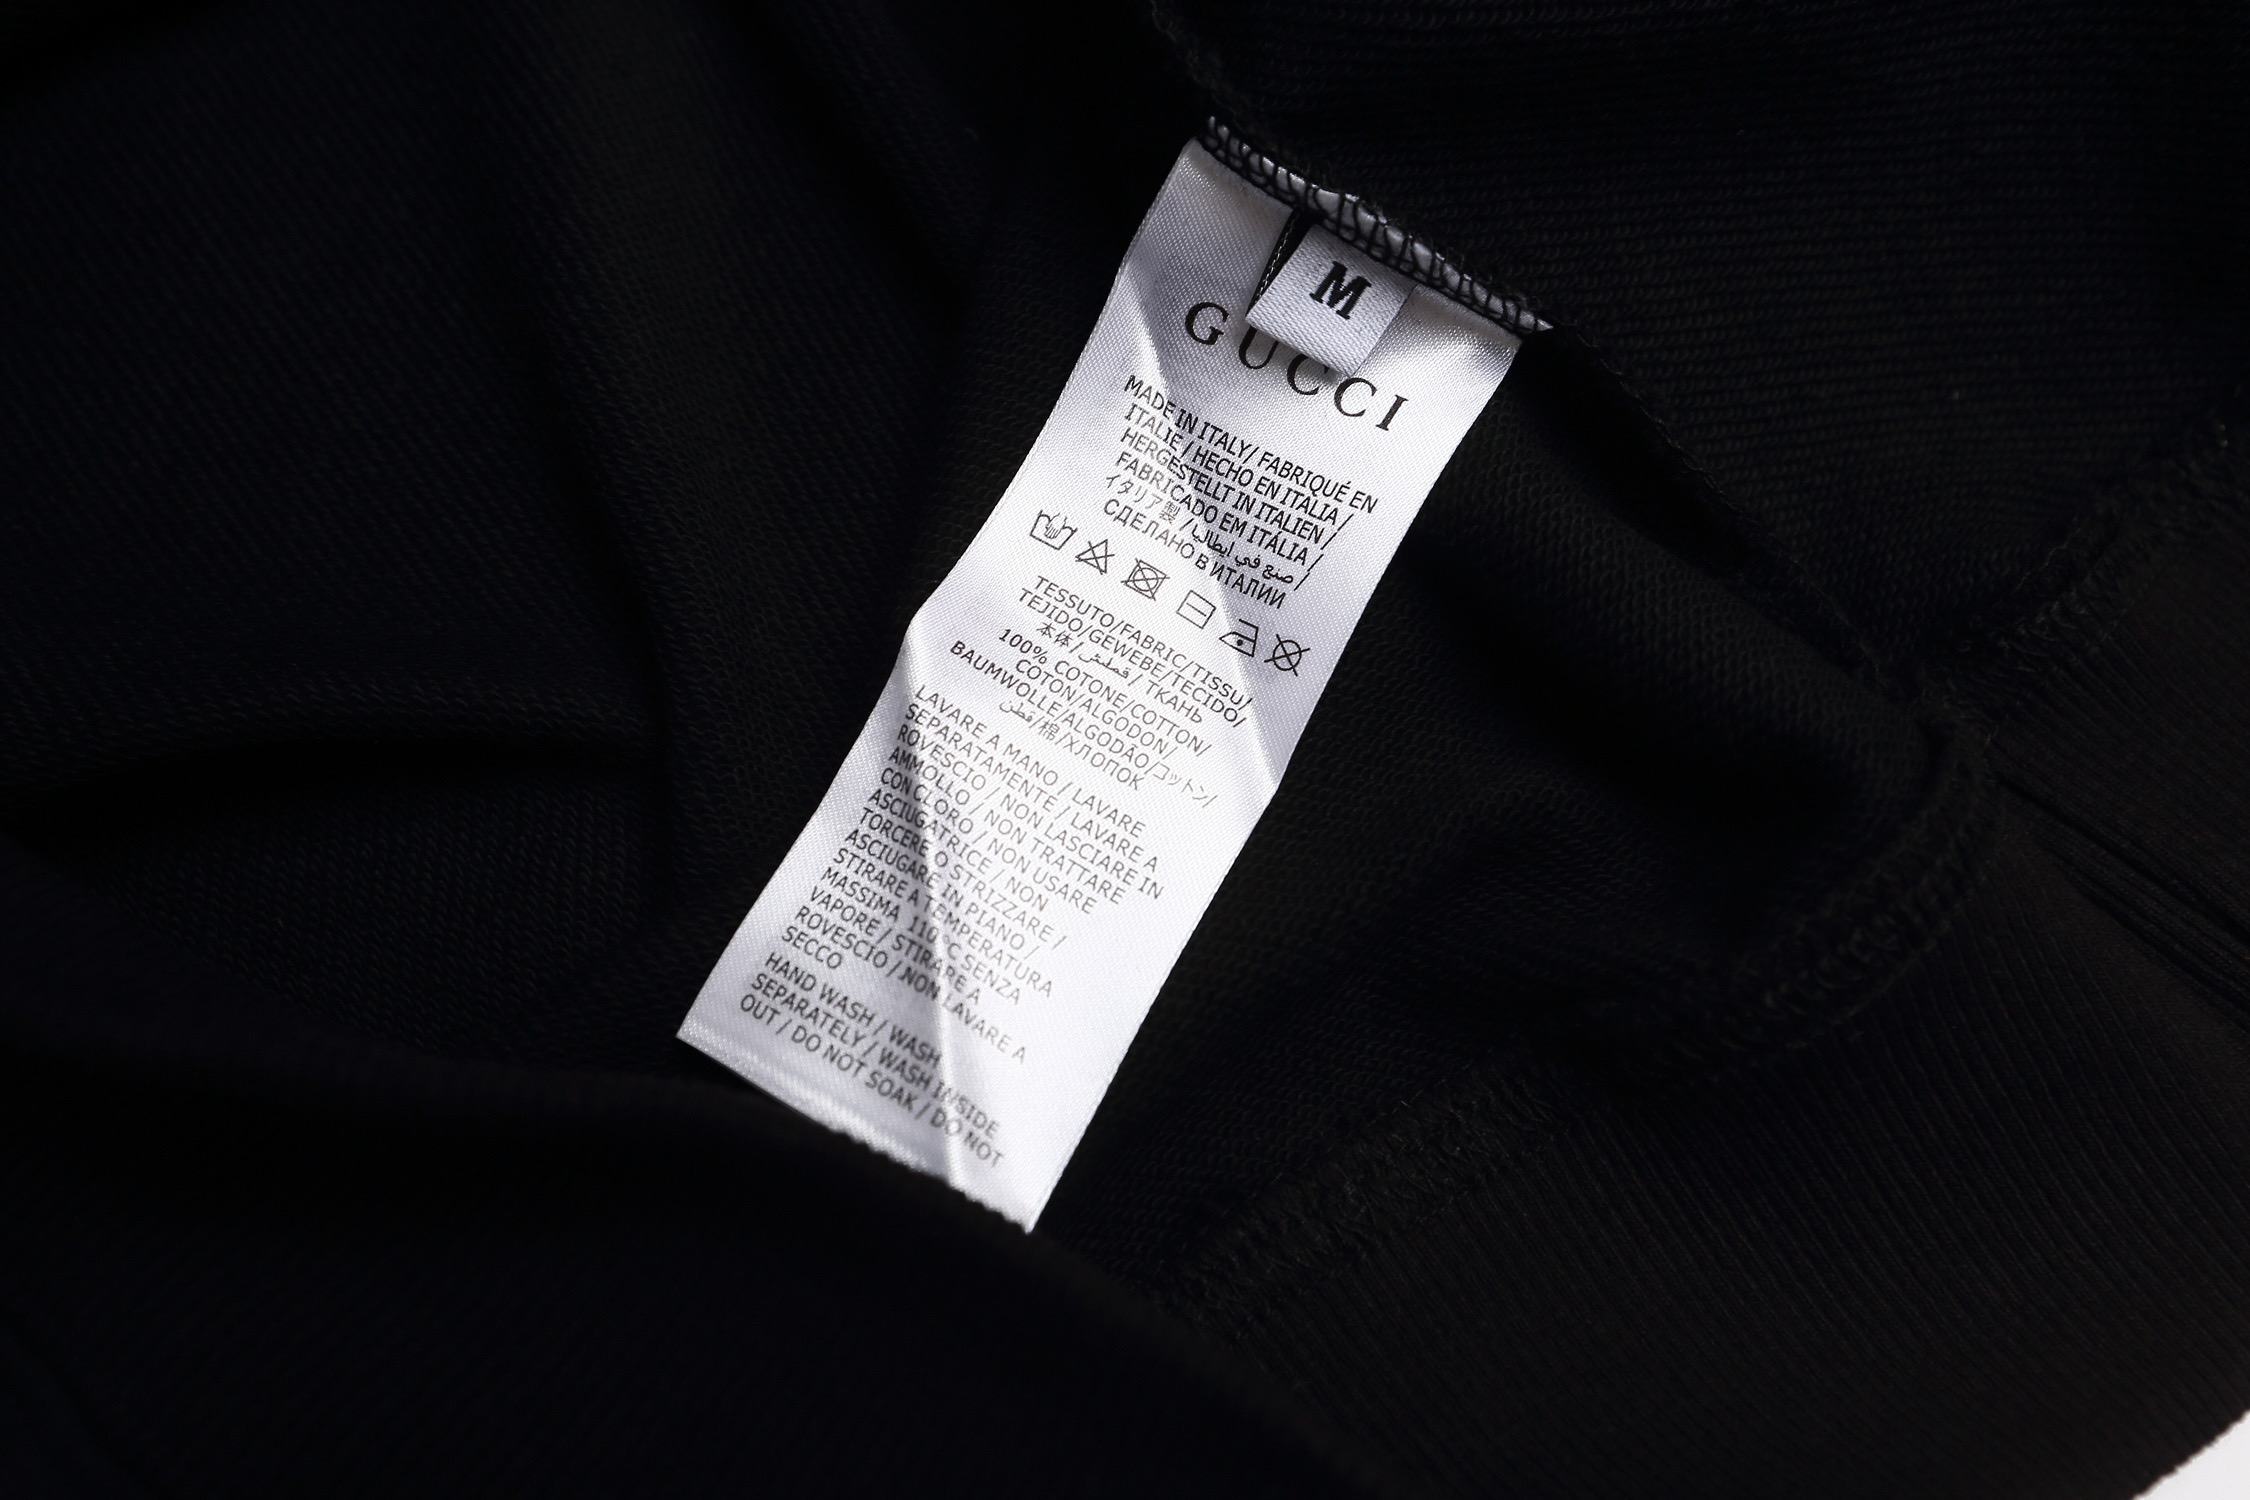 M
GUCCI
MADE IN ITALY/ FABRIQUÉ EN
ITALIE / HECHO EN ITALIA /
HERGESTELLT IN ITALIEN /
FABRICADO EM ITÁLIA /
イタリア製 / صنع في ايطاليا /
СДЕЛАНО В ИТАЛИИ
TESSUTO/FABRIC/TISSU/
TEJIDO/GEWEBE/TECIDO/
本体/قملش/ ТКАНЬ
100% COTONE/COTTON/
COTON/ALGODON/
BAUMWOLLE/ALGODÃO/コットン/
قطن/棉/ХЛОПОК
LAVARE A MANO / LAVARE
SEPARATAMENTE / LAVARE A
ROVESCIO / NON LASCIARE IN
AMMOLLO / NON TRATTARE
CON CLORO / NON USARE
ASCIUGATRICE / NON
TORCERE O STRIZZARE /
ASCIUGARE IN PIANO /
STIRARE A TEMPERATURA
MASSIMA 110°C SENZA
VAPORE / STIRARE A
ROVESCIO / NON LAVARE A
SECCO
HAND WASH / WASH
SEPARATELY / WASH INSIDE
OUT / DO NOT SOAK / DO NOT